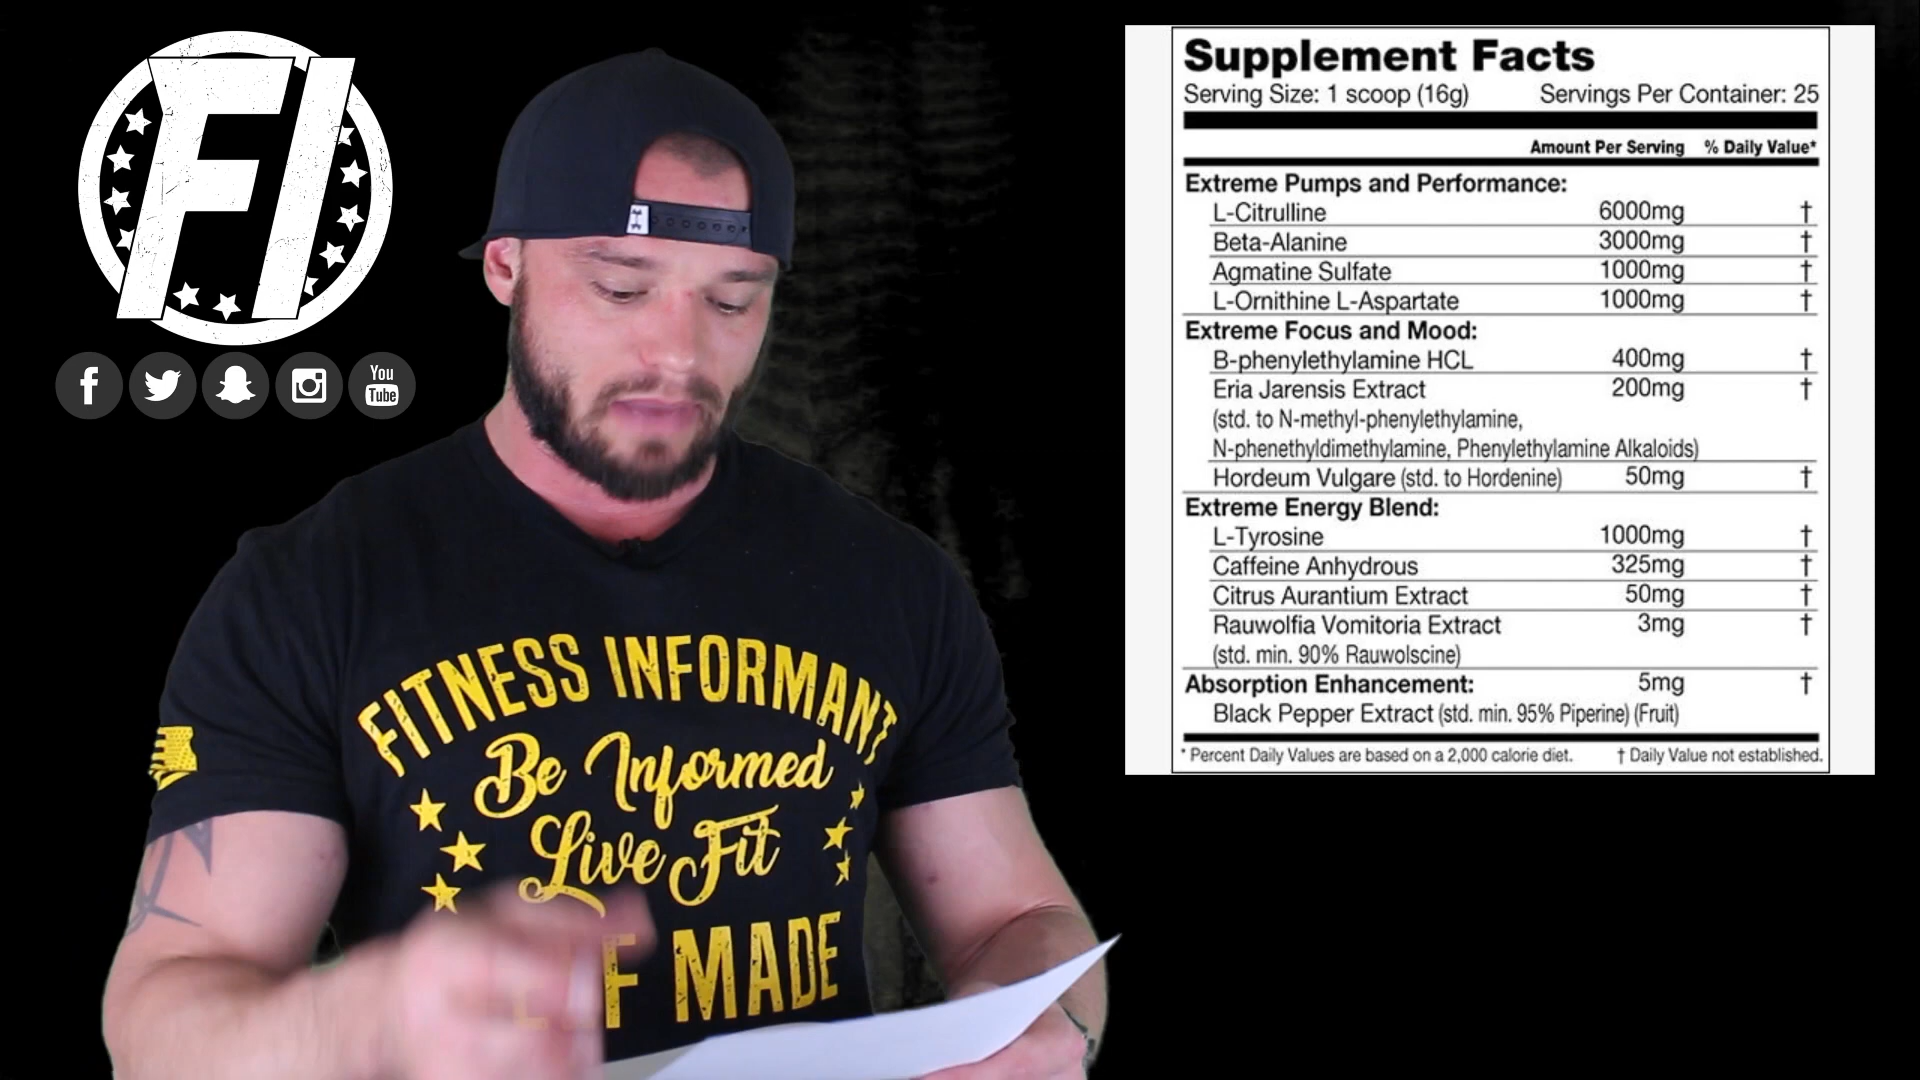 FI
f
You
Tube
FITNESS INFORMANT
Be Informed
Live Fit
F MADE
Supplement Facts
Serving Size: 1 scoop (16g) Servings Per Container: 25
Amount Per Serving % Daily Value*
Extreme Pumps and Performance:
L-Citrulline 6000mg †
Beta-Alanine 3000mg †
Agmatine Sulfate 1000mg †
L-Ornithine L-Aspartate 1000mg †
Extreme Focus and Mood:
B-phenylethylamine HCL 400mg †
Eria Jarensis Extract 200mg †
(std. to N-methyl-phenylethylamine,
N-phenethyldimethylamine, Phenylethylamine Alkaloids)
Hordeum Vulgare (std. to Hordenine) 50mg †
Extreme Energy Blend:
L-Tyrosine 1000mg †
Caffeine Anhydrous 325mg †
Citrus Aurantium Extract 50mg †
Rauwolfia Vomitoria Extract 3mg †
(std. min. 90% Rauwolscine)
Absorption Enhancement: 5mg †
Black Pepper Extract (std. min. 95% Piperine) (Fruit)
* Percent Daily Values are based on a 2,000 calorie diet. † Daily Value not established.